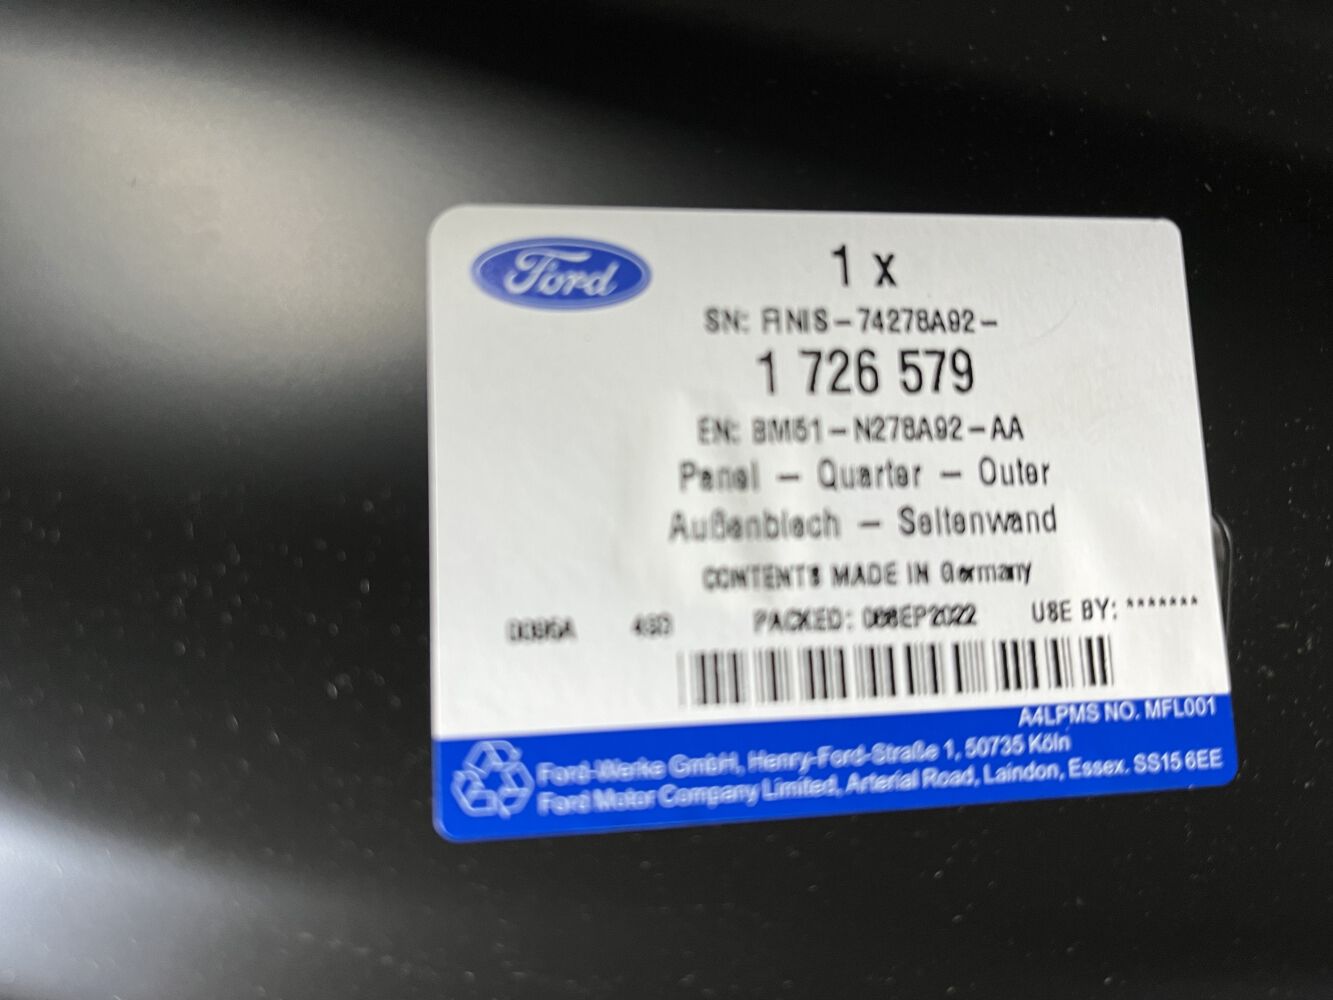 Ford
1 x
SN: FINIS-74278A92-
1 726 579
EN: BM51-N278A92-AA
Panel - Quarter - Outer
Außenblech - Seitenwand
CONTENTS MADE IN Germany
PACKED: SEP2022 USE BY: *******
A4LPMS NO. MFL001
Ford-Werke GmbH, Henry-Ford-Straße 1, 50735 Köln
Ford Motor Company Limited, Arterial Road, Laindon, Essex. SS15 6EE